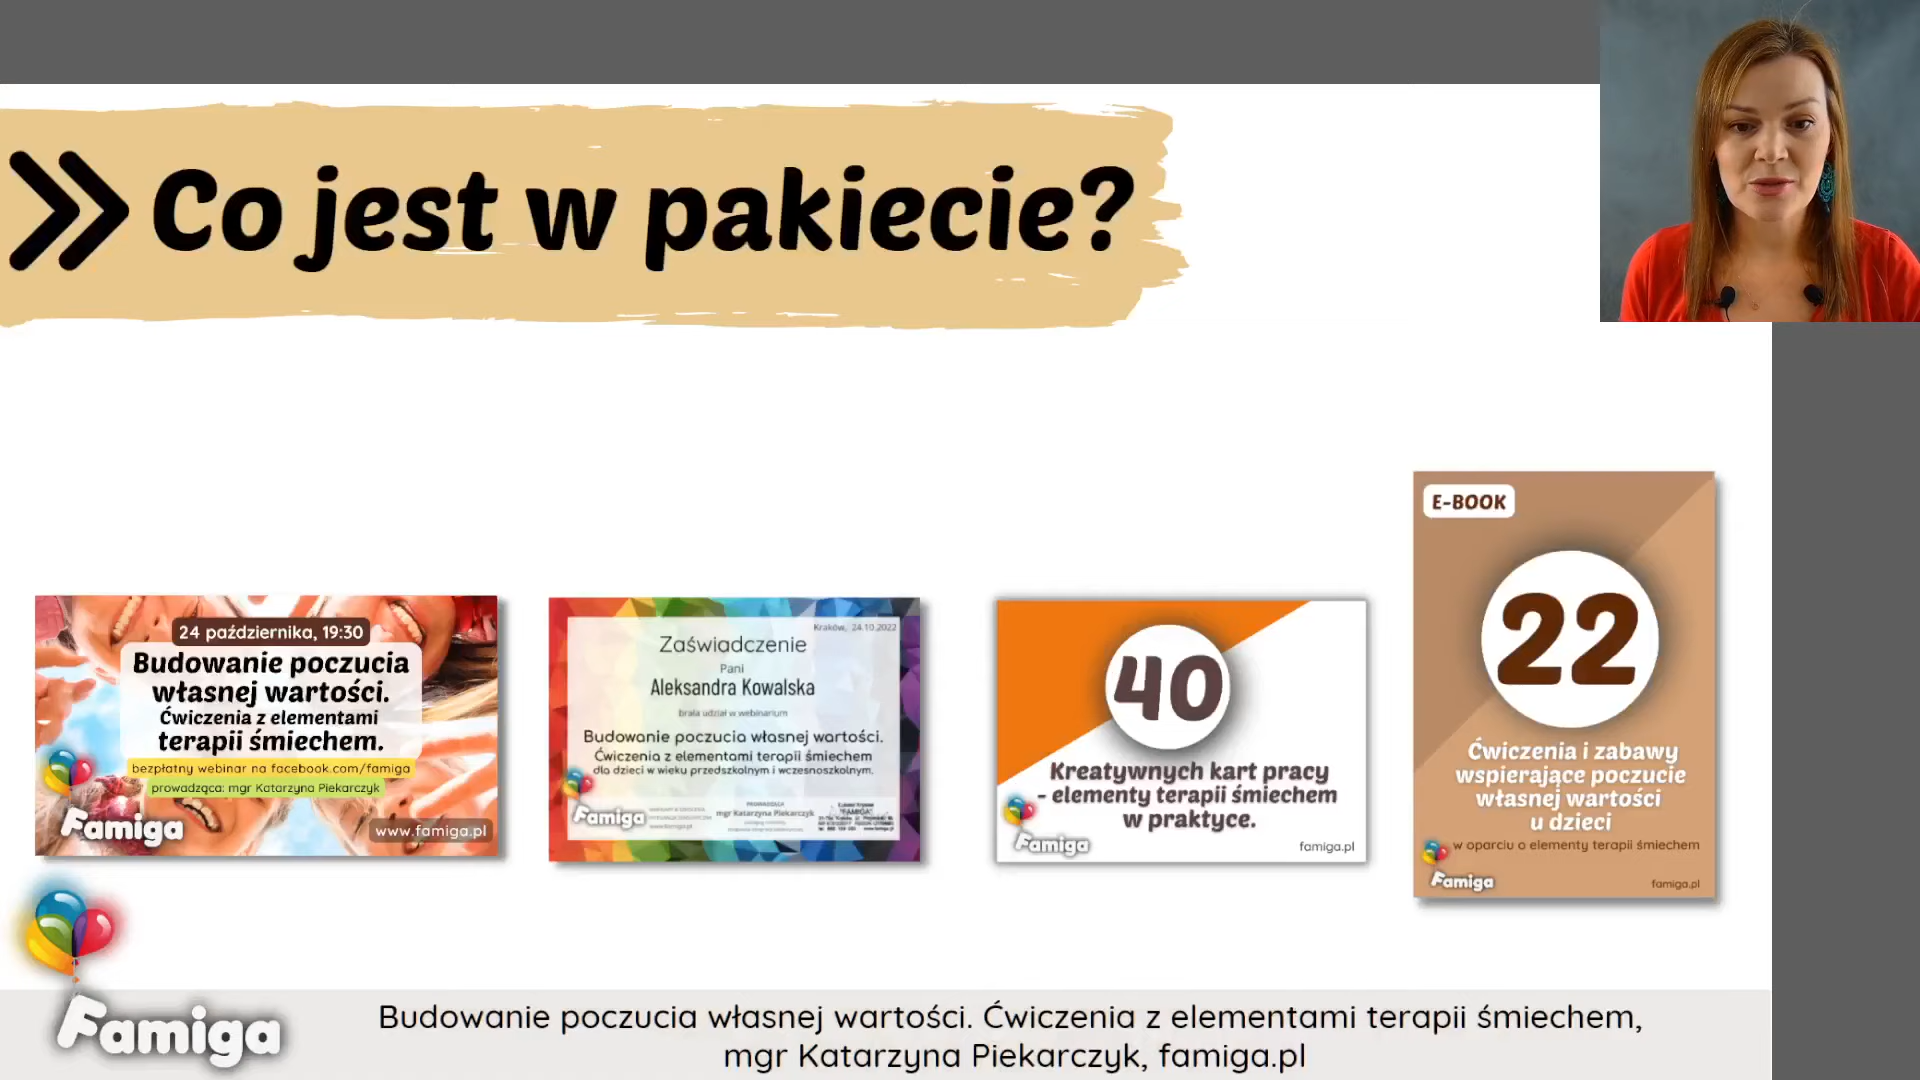 Co jest w pakiecie?
24 października, 19:30
Budowanie poczucia
własnej wartości.
Ćwiczenia z elementami
terapii śmiechem.
bezpłatny webinar na facebook.com/famiga
prowadząca: mgr Katarzyna Piekarczyk
Famiga
www.famiga.pl
Kraków, 24.10.2022
Zaświadczenie
Pani
Aleksandra Kowalska
brała udział w webinarium
Budowanie poczucia własnej wartości.
Ćwiczenia z elementami terapii śmiechem
dla dzieci w wieku przedszkolnym i wczesnoszkolnym.
Famiga
PROWADZĄCA
mgr Katarzyna Piekarczyk
40
Kreatywnych kart pracy
- elementy terapii śmiechem
w praktyce.
Famiga
famiga.pl
E-BOOK
22
Ćwiczenia i zabawy
wspierające poczucie
własnej wartości
u dzieci
w oparciu o elementy terapii śmiechem
Famiga
famiga.pl
Famiga
Budowanie poczucia własnej wartości. Ćwiczenia z elementami terapii śmiechem,
mgr Katarzyna Piekarczyk, famiga.pl